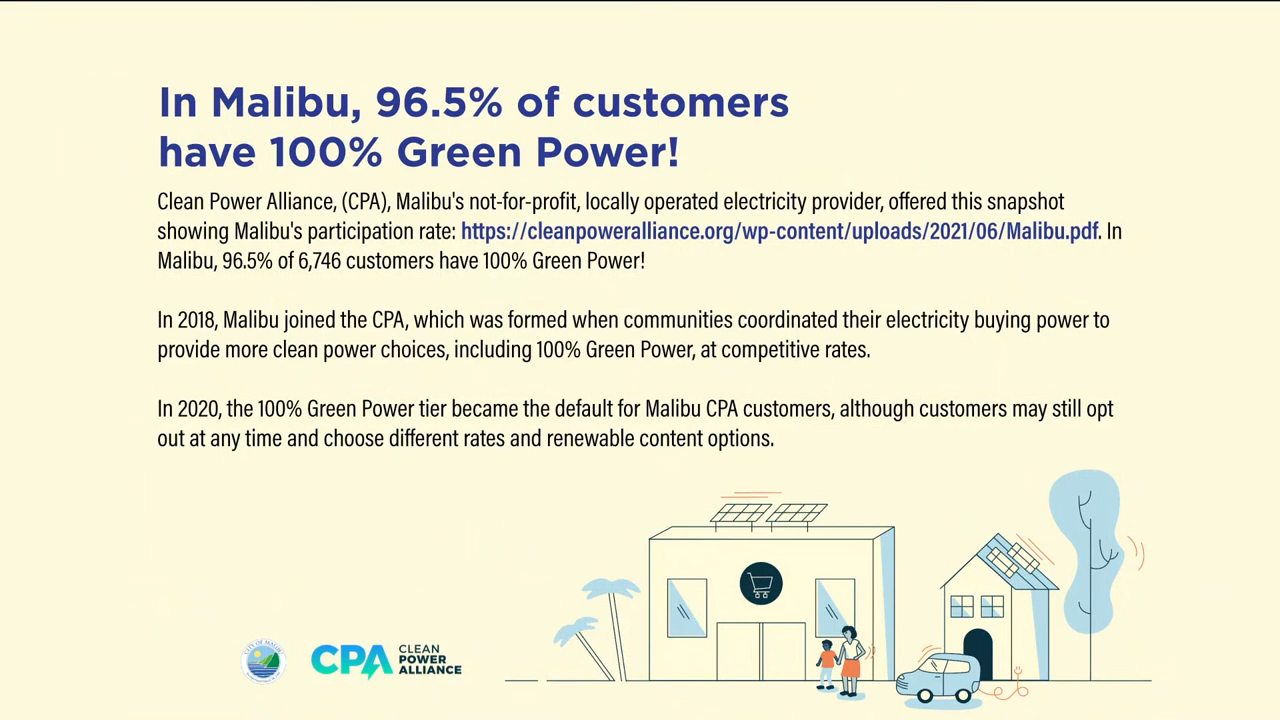 In Malibu, 96.5% of customers
have 100% Green Power!
Clean Power Alliance, (CPA), Malibu's not-for-profit, locally operated electricity provider, offered this snapshot
showing Malibu's participation rate: https://cleanpoweralliance.org/wp-content/uploads/2021/06/Malibu.pdf. In
Malibu, 96.5% of 6,746 customers have 100% Green Power!
In 2018, Malibu joined the CPA, which was formed when communities coordinated their electricity buying power to
provide more clean power choices, including 100% Green Power, at competitive rates.
In 2020, the 100% Green Power tier became the default for Malibu CPA customers, although customers may still opt
out at any time and choose different rates and renewable content options.
CITY OF MALIBU
CPA
CLEAN
POWER
ALLIANCE